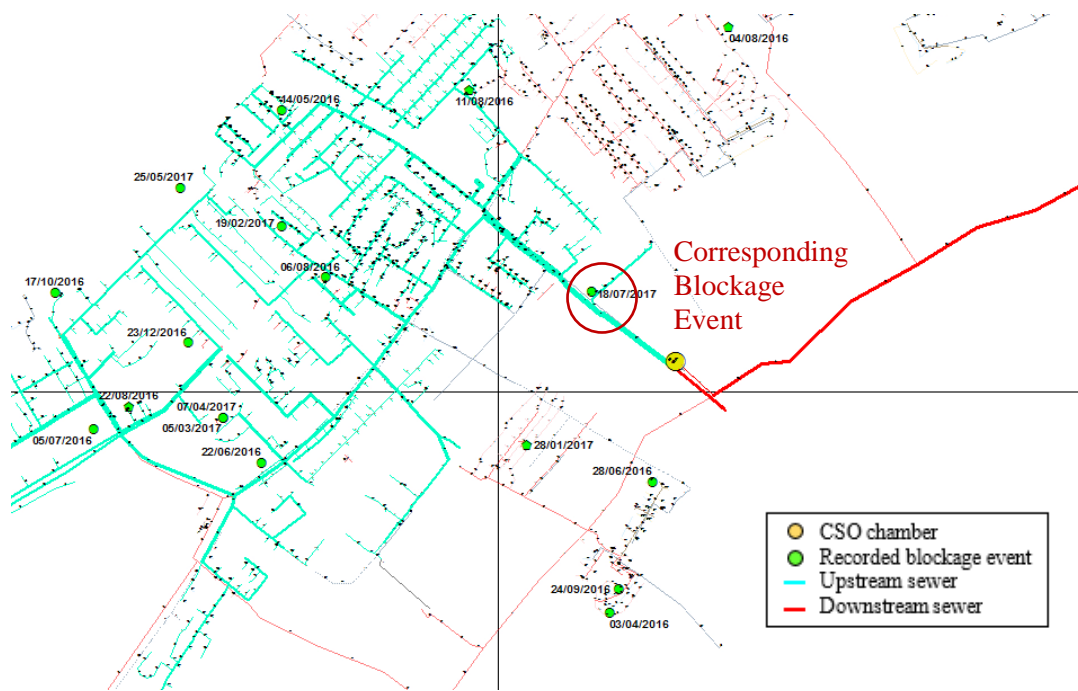 04/08/2016
14/05/2016
11/08/2016
25/05/2017
19/02/2017
06/08/2016
Corresponding
Blockage
Event
17/10/2016
18/07/2017
23/12/2016
22/08/2016
07/04/2017
05/03/2017
05/07/2016
28/01/2017
22/06/2016
28/06/2016
24/09/2016
03/04/2016
CSO chamber
Recorded blockage event
Upstream sewer
Downstream sewer